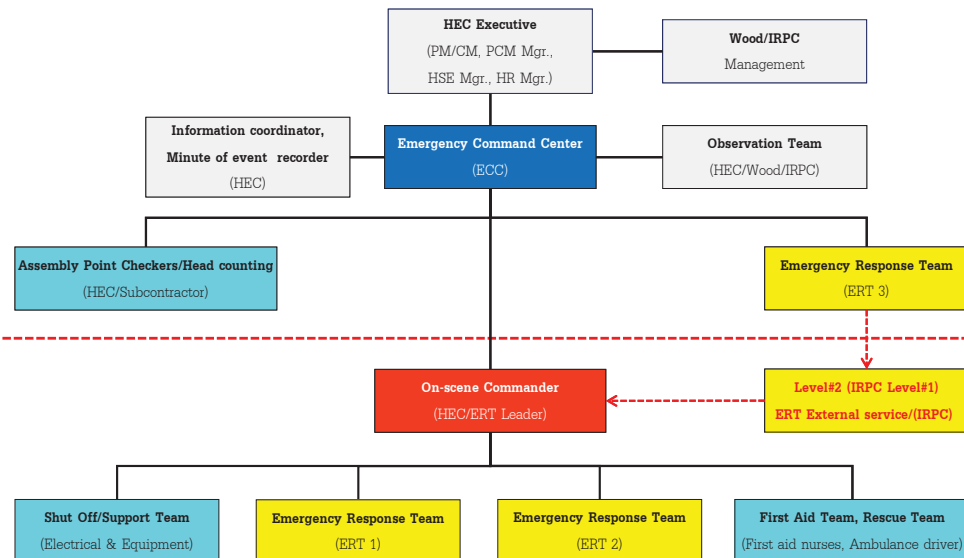 HEC Executive
(PM/CM, PCM Mgr.,
HSE Mgr., HR Mgr.)
Wood/IRPC
Management
Information coordinator,
Minute of event recorder
(HEC)
Emergency Command Center
(ECC)
Observation Team
(HEC/Wood/IRPC)
Assembly Point Checkers/Head counting
(HEC/Subcontractor)
Emergency Response Team
(ERT 3)
On-scene Commander
(HEC/ERT Leader)
Level#2 (IRPC Level#1)
ERT External service/(IRPC)
Shut Off/Support Team
(Electrical & Equipment)
Emergency Response Team
(ERT 1)
Emergency Response Team
(ERT 2)
First Aid Team, Rescue Team
(First aid nurses, Ambulance driver)